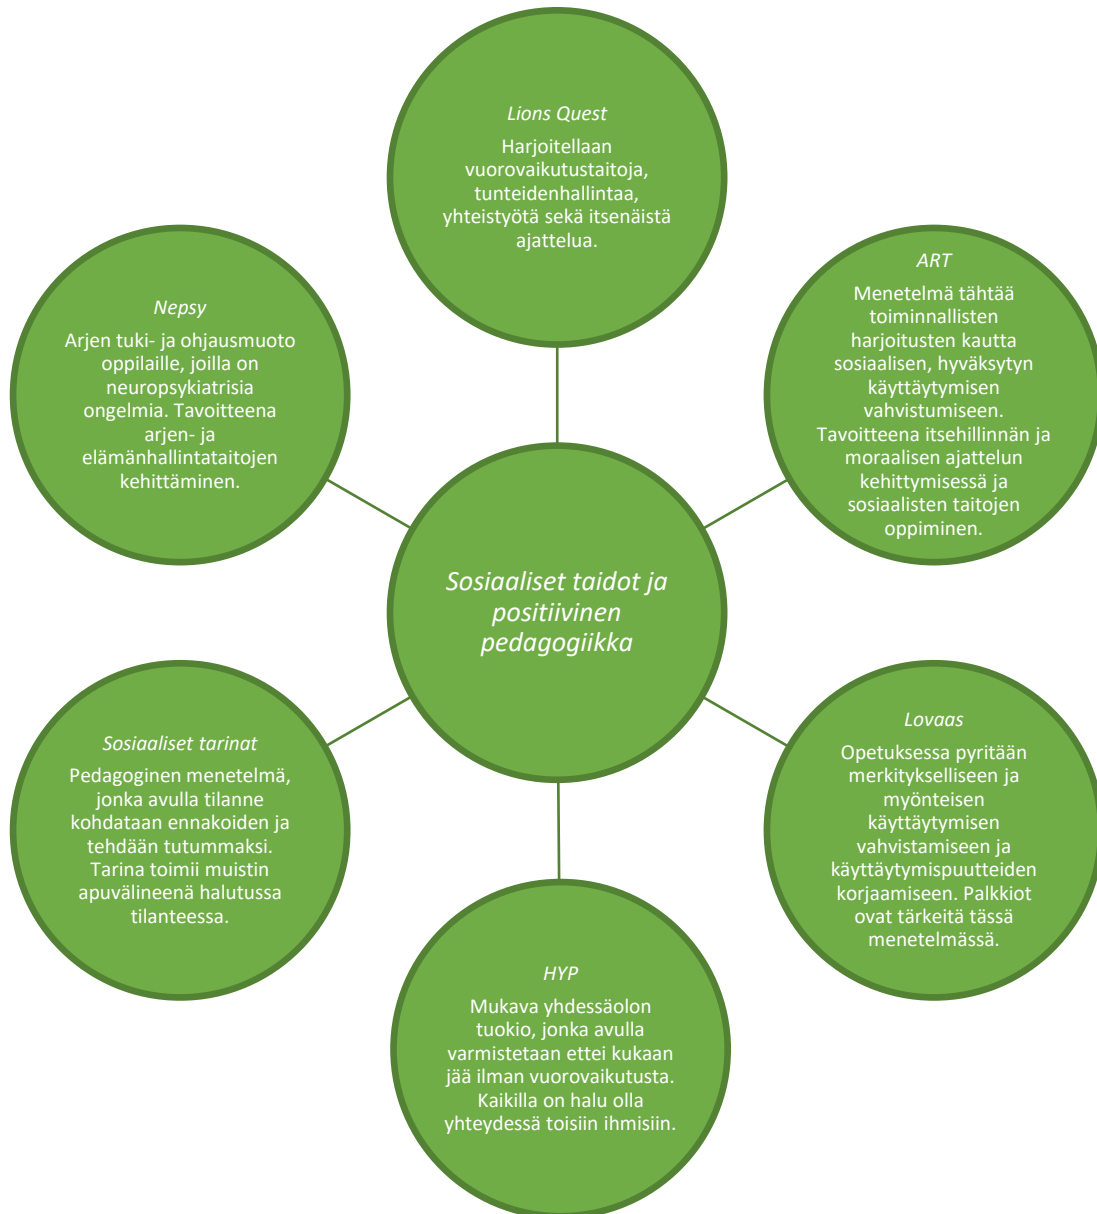 Lions Quest
Harjoitellaan
vuorovaikutustaitoja,
tunteidenhallintaa,
yhteistyötä sekä itsenäistä
ajattelua.
ART
Menetelmä tähtää
toiminnallisten
harjoitusten kautta
sosiaalisen, hyväksytyn
käyttäytymisen
vahvistumiseen.
Tavoitteena itsehillinnän ja
moraalisen ajattelun
kehittymisessä ja
sosiaalisten taitojen
oppiminen.
Nepsy
Arjen tuki- ja ohjausmuoto
oppilaille, joilla on
neuropsykiatrisia
ongelmia. Tavoitteena
arjen- ja
elämänhallintataitojen
kehittäminen.
Sosiaaliset taidot ja
positiivinen
pedagogiikka
Lovaas
Opetuksessa pyritään
merkitykselliseen ja
myönteisen
käyttäytymisen
vahvistamiseen ja
käyttäytymispuutteiden
korjaamiseen. Palkkiot
ovat tärkeitä tässä
menetelmässä.
Sosiaaliset tarinat
Pedagoginen menetelmä,
jonka avulla tilanne
kohdataan ennakoiden ja
tehdään tutummaksi.
Tarina toimii muistin
apuvälineenä halutussa
tilanteessa.
HYP
Mukava yhdessäolon
tuokio, jonka avulla
varmistetaan ettei kukaan
jää ilman vuorovaikutusta.
Kaikilla on halu olla
yhteydessä toisiin ihmisiin.